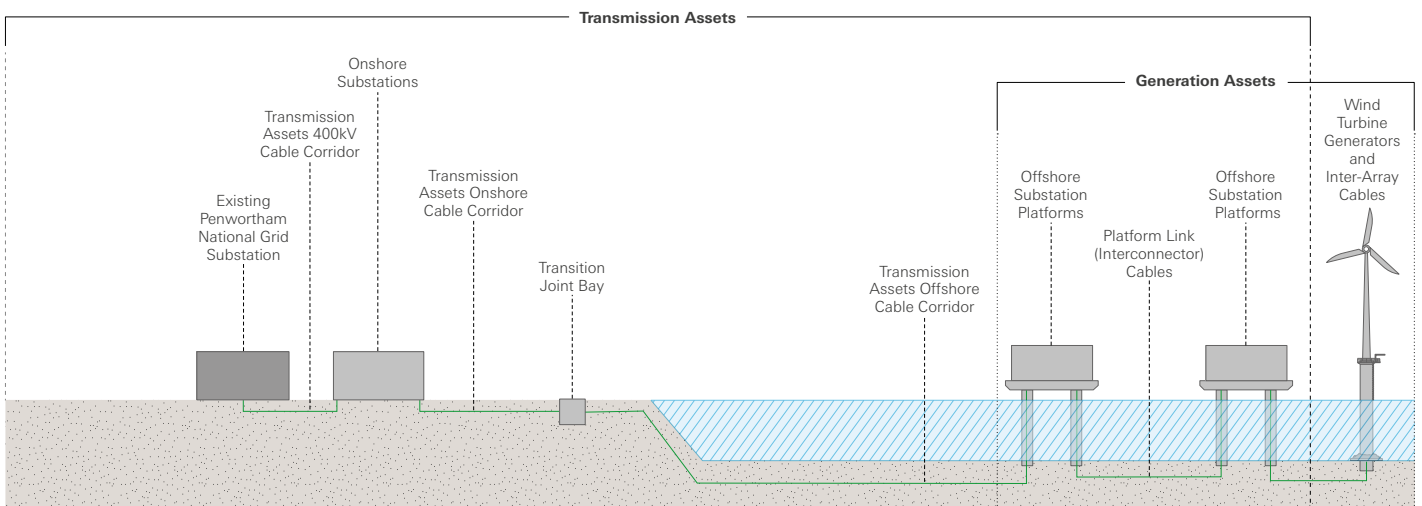 Transmission Assets
Generation Assets
Onshore
Substations
Transmission
Assets 400kV
Cable Corridor
Existing
Penwortham
National Grid
Substation
Transmission
Assets Onshore
Cable Corridor
Transition
Joint Bay
Transmission
Assets Offshore
Cable Corridor
Offshore
Substation
Platforms
Platform Link
(Interconnector)
Cables
Offshore
Substation
Platforms
Wind
Turbine
Generators
and
Inter-Array
Cables